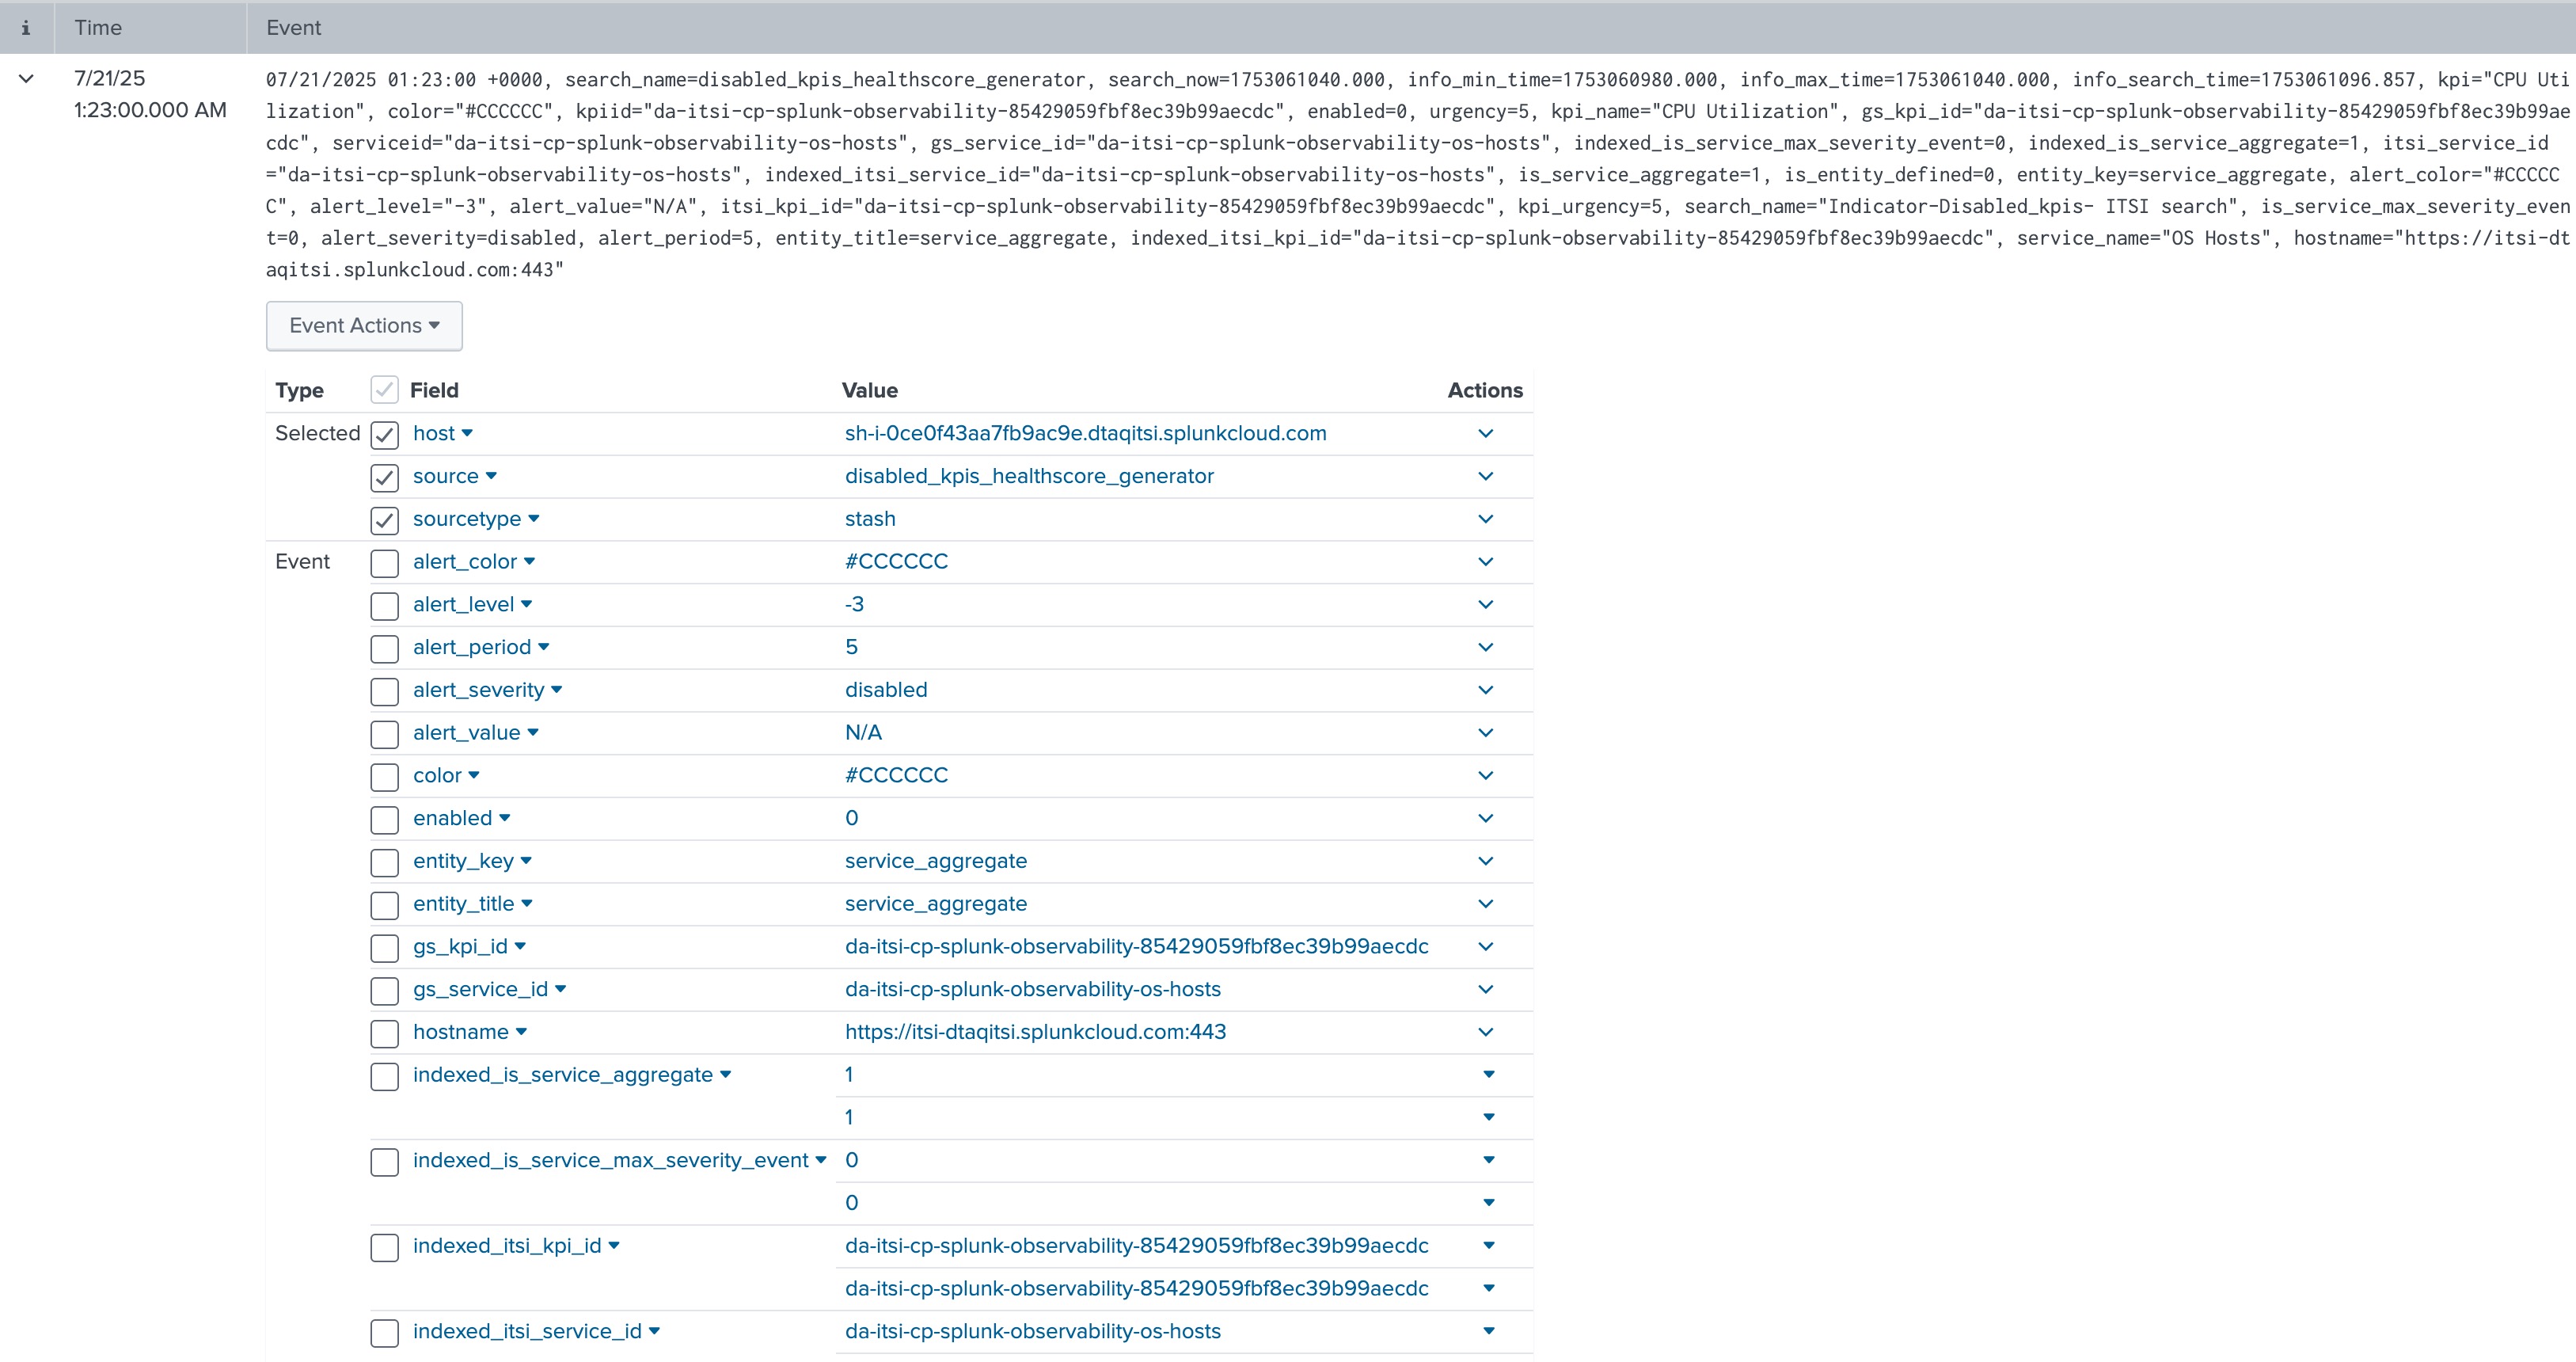 i Time Event
7/21/25
1:23:00.000 AM
07/21/2025 01:23:00 +0000, search_name=disabled_kpis_healthscore_generator, search_now=1753061040.000, info_min_time=1753060980.000, info_max_time=1753061040.000, info_search_time=1753061096.857, kpi="CPU Uti
lization", color="#CCCCCC", kpiid="da-itsi-cp-splunk-observability-85429059fbf8ec39b99aecdc", enabled=0, urgency=5, kpi_name="CPU Utilization", gs_kpi_id="da-itsi-cp-splunk-observability-85429059fbf8ec39b99ae
cdc", serviceid="da-itsi-cp-splunk-observability-os-hosts", gs_service_id="da-itsi-cp-splunk-observability-os-hosts", indexed_is_service_max_severity_event=0, indexed_is_service_aggregate=1, itsi_service_id
="da-itsi-cp-splunk-observability-os-hosts", indexed_itsi_service_id="da-itsi-cp-splunk-observability-os-hosts", is_service_aggregate=1, is_entity_defined=0, entity_key=service_aggregate, alert_color="#CCCCC
C", alert_level="-3", alert_value="N/A", itsi_kpi_id="da-itsi-cp-splunk-observability-85429059fbf8ec39b99aecdc", kpi_urgency=5, search_name="Indicator-Disabled_kpis- ITSI search", is_service_max_severity_even
t=0, alert_severity=disabled, alert_period=5, entity_title=service_aggregate, indexed_itsi_kpi_id="da-itsi-cp-splunk-observability-85429059fbf8ec39b99aecdc", service_name="OS Hosts", hostname="https://itsi-dt
aqitsi.splunkcloud.com:443"
Event Actions
Type Field Value Actions
Selected host sh-i-0ce0f43aa7fb9ac9e.dtaqitsi.splunkcloud.com
source disabled_kpis_healthscore_generator
sourcetype stash
Event alert_color #CCCCCC
alert_level -3
alert_period 5
alert_severity disabled
alert_value N/A
color #CCCCCC
enabled 0
entity_key service_aggregate
entity_title service_aggregate
gs_kpi_id da-itsi-cp-splunk-observability-85429059fbf8ec39b99aecdc
gs_service_id da-itsi-cp-splunk-observability-os-hosts
hostname https://itsi-dtaqitsi.splunkcloud.com:443
indexed_is_service_aggregate 1
1
indexed_is_service_max_severity_event 0
0
indexed_itsi_kpi_id da-itsi-cp-splunk-observability-85429059fbf8ec39b99aecdc
da-itsi-cp-splunk-observability-85429059fbf8ec39b99aecdc
indexed_itsi_service_id da-itsi-cp-splunk-observability-os-hosts